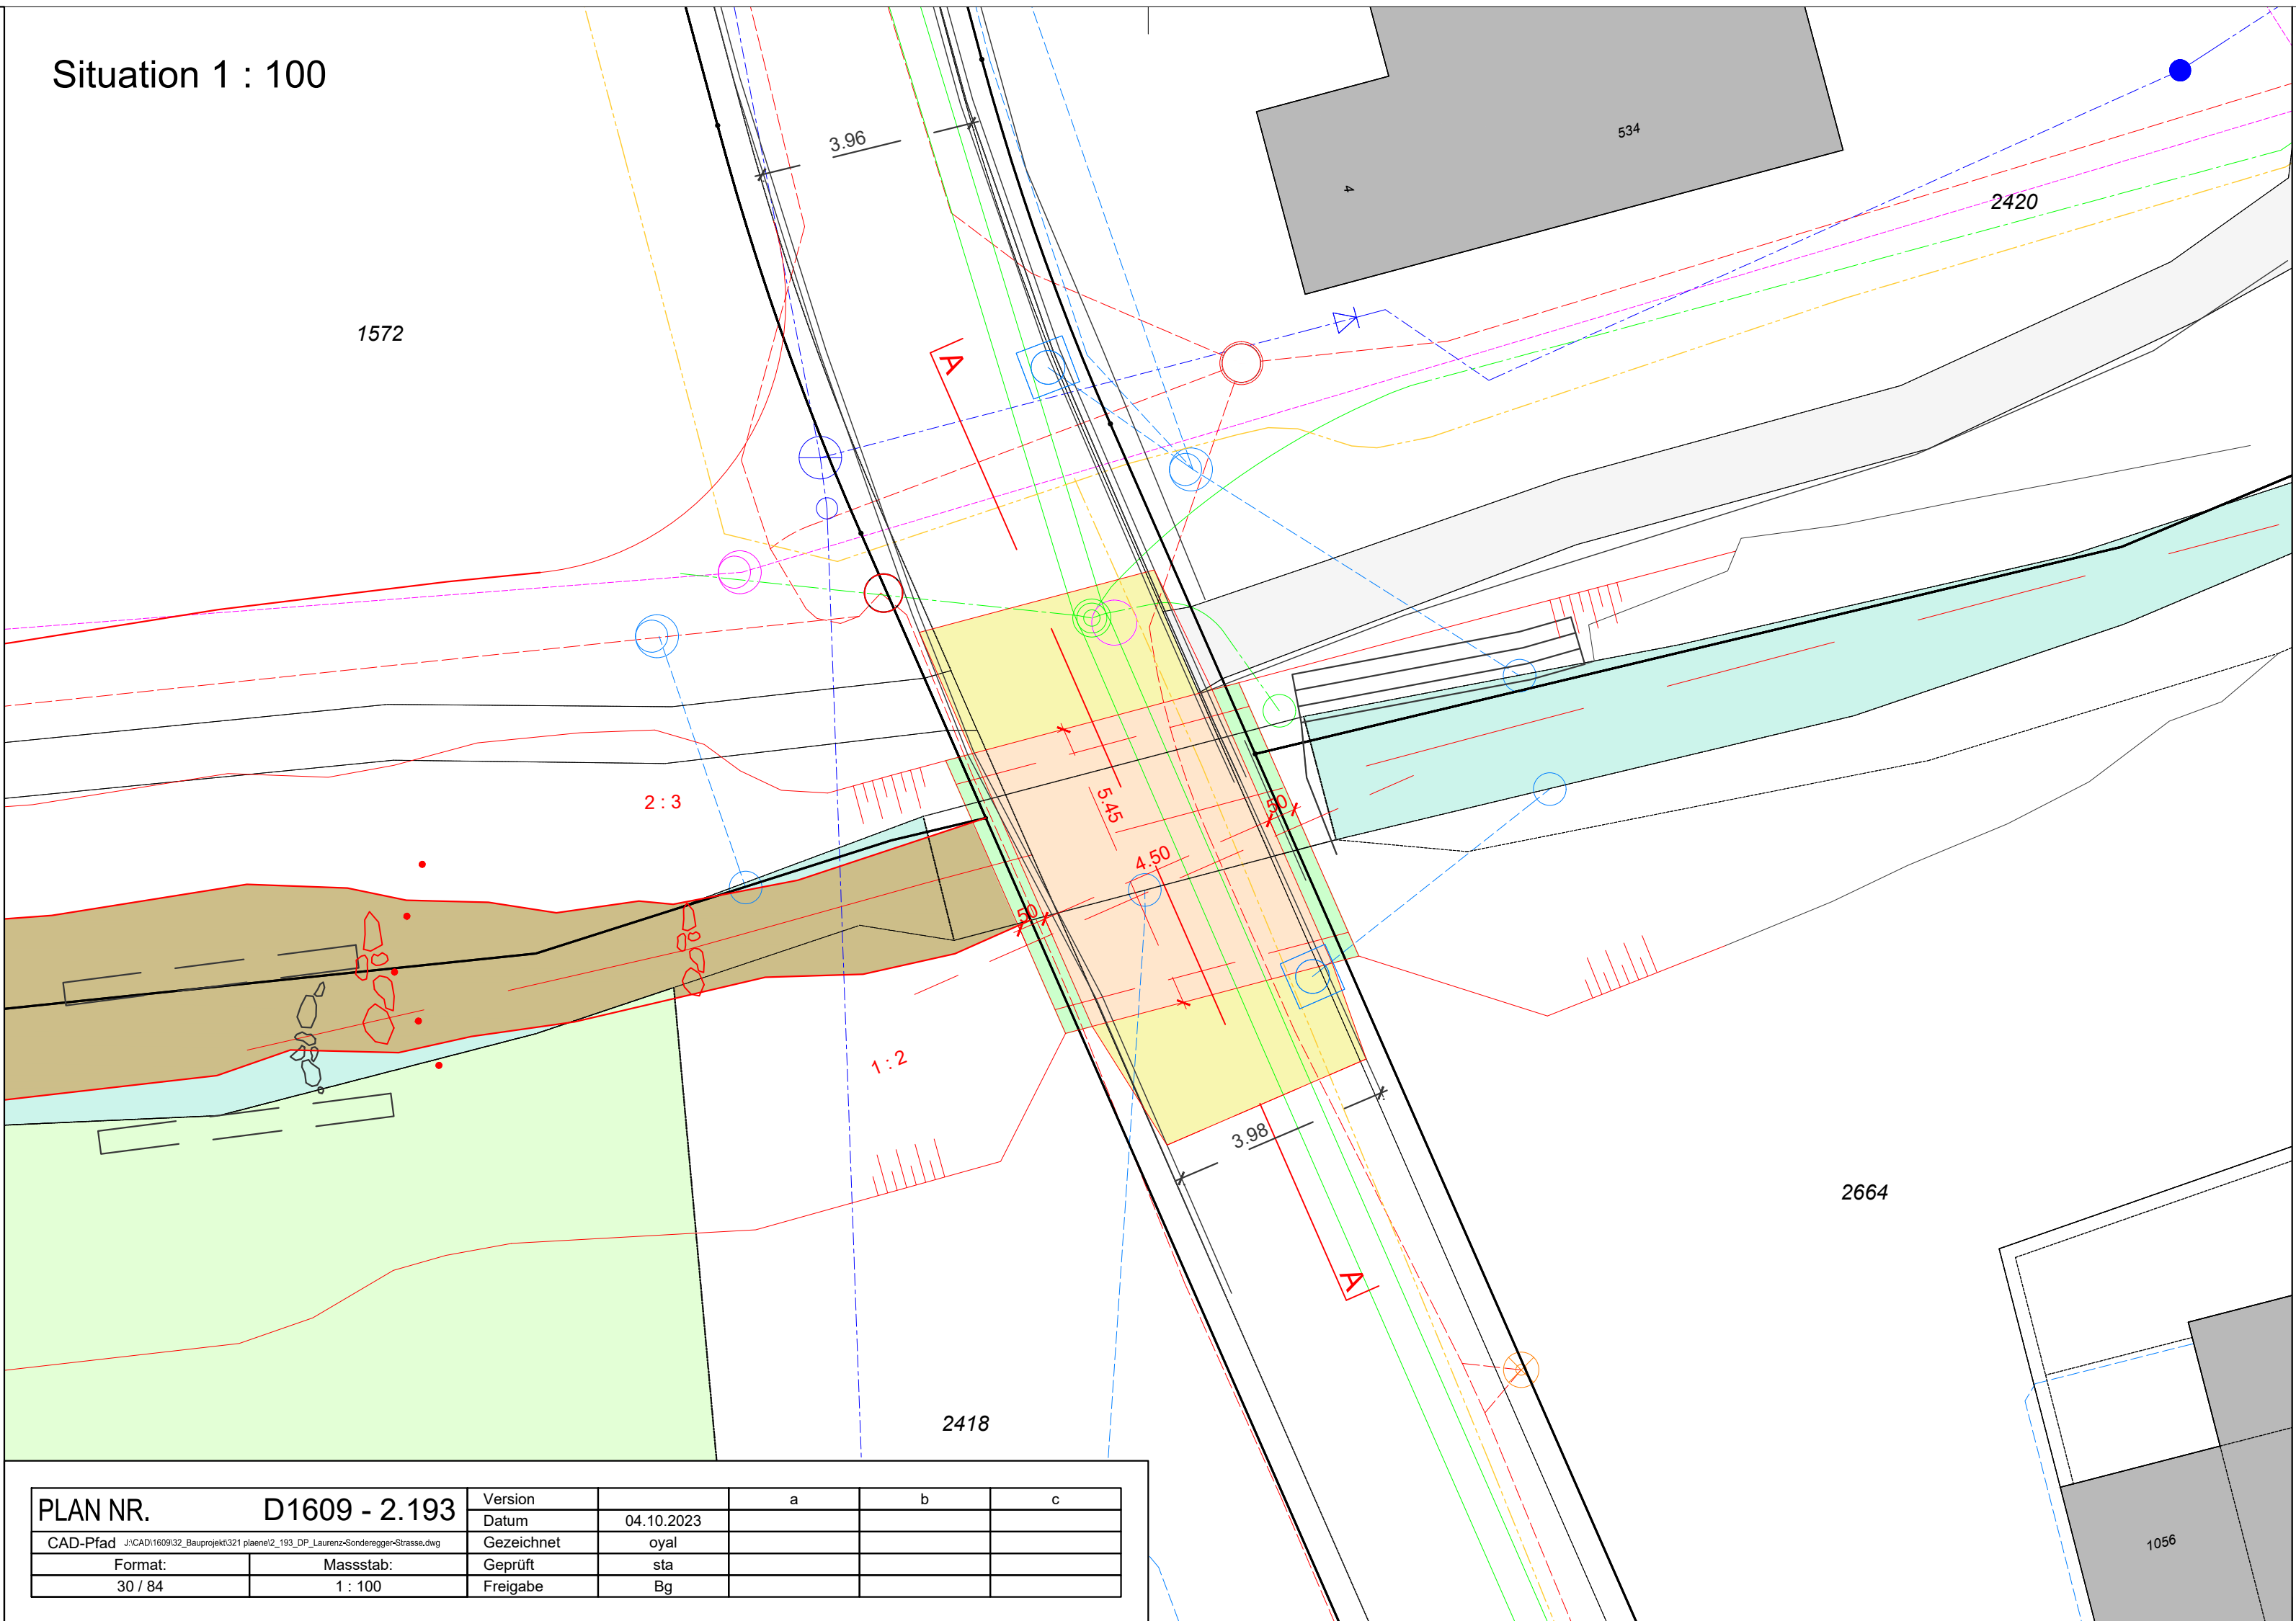 Situation 1 : 100
3.96
534
4
2420
1572
A
2 : 3
5.45
50
4.50
50
1 : 2
3.98
2664
A
2418
1056
PLAN NR. D1609 - 2.193
CAD-Pfad J:\CAD\1609\32_Bauprojekt\321 plaene\2_193_DP_Laurenz-Sonderegger-Strasse.dwg
Format: Massstab:
30 / 84 1 : 100
Version a b c
Datum 04.10.2023
Gezeichnet oyal
Geprüft sta
Freigabe Bg